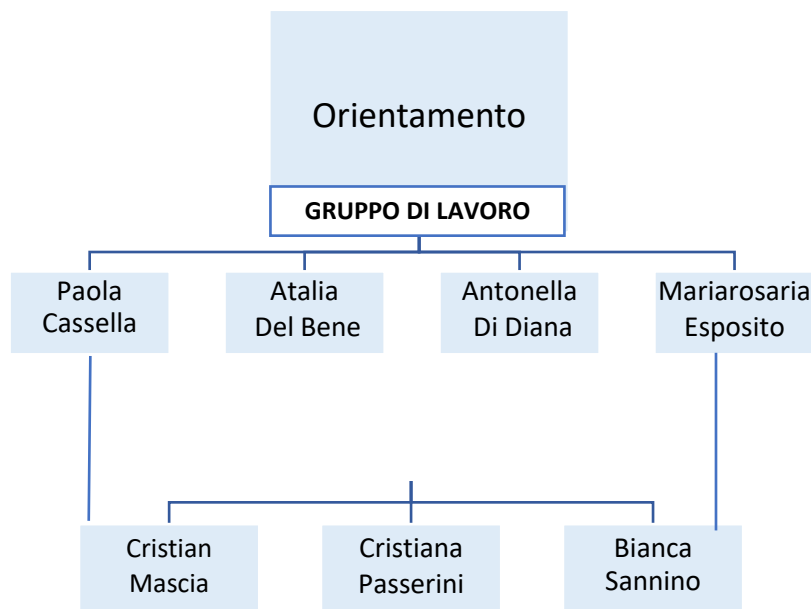 Orientamento
GRUPPO DI LAVORO
Paola
Cassella
Atalia
Del Bene
Antonella
Di Diana
Mariarosaria
Esposito
Cristian
Mascia
Cristiana
Passerini
Bianca
Sannino